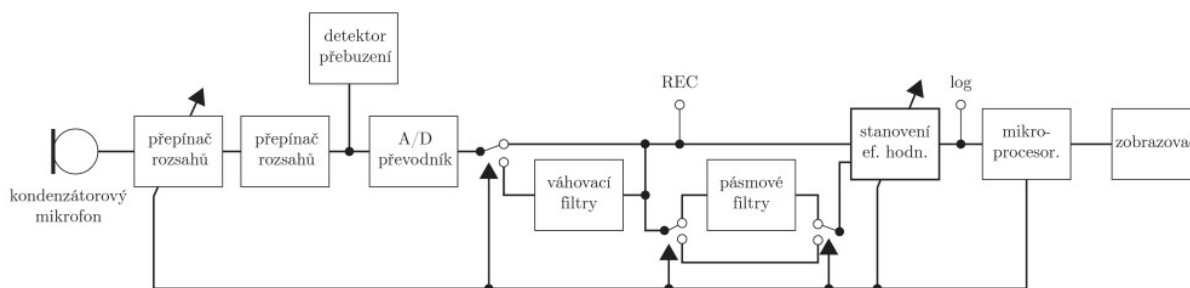 detektor
přebuzení
REC
log
přepínač
rozsahů
přepínač
rozsahů
A/D
převodník
stanovení
ef. hodn.
mikro-
procesor.
zobrazovač
kondenzátorový
mikrofon
váhovací
filtry
pásmové
filtry